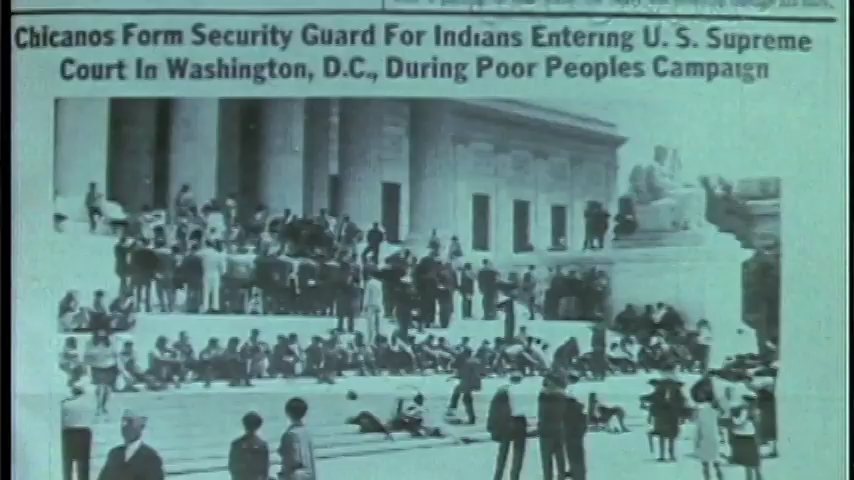 Chicanos Form Security Guard For Indians Entering U. S. Supreme
Court In Washington, D.C., During Poor Peoples Campaign